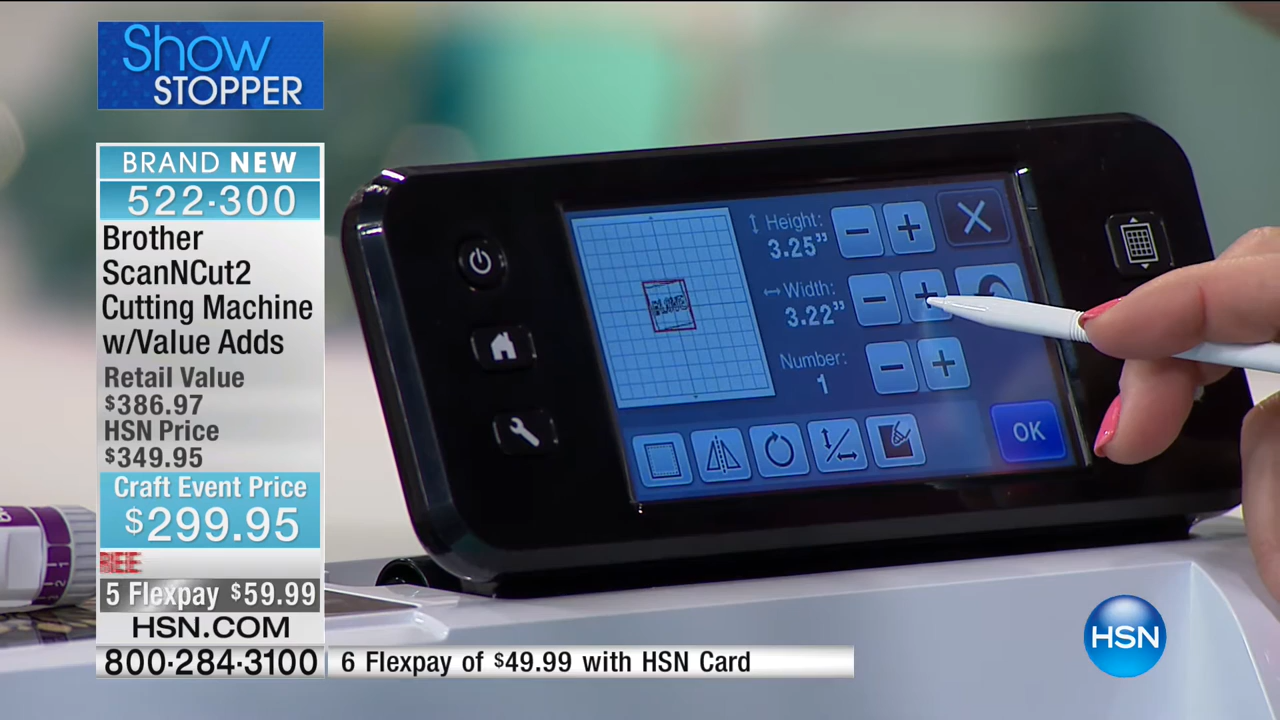 Show
STOPPER
BRAND NEW
522-300
Brother
ScanNCut2
Cutting Machine
w/Value Adds
Retail Value
$386.97
HSN Price
$349.95
Craft Event Price
$299.95
5 Flexpay $59.99
HSN.COM
800-284-3100
6 Flexpay of $49.99 with HSN Card
Height:
3.25"
Width:
3.22"
Number:
1
OK
HSN